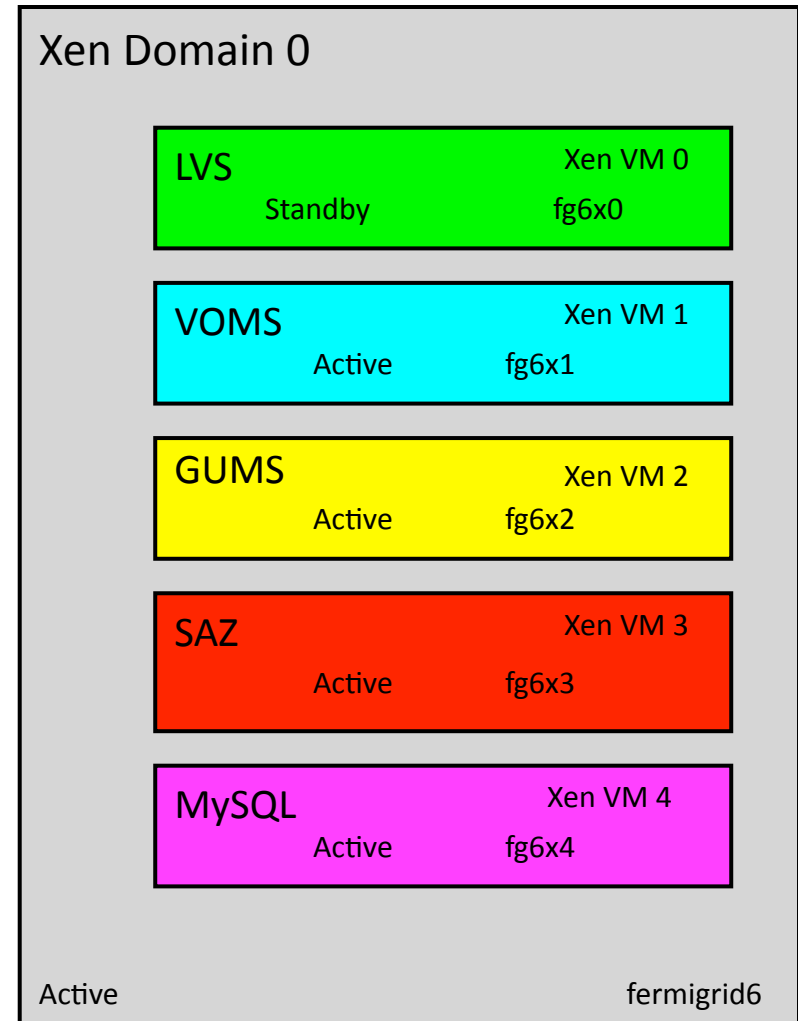 Xen Domain 0
LVS Xen VM 0
Standby fg6x0
VOMS Xen VM 1
Active fg6x1
GUMS Xen VM 2
Active fg6x2
SAZ Xen VM 3
Active fg6x3
MySQL Xen VM 4
Active fg6x4
Active fermigrid6